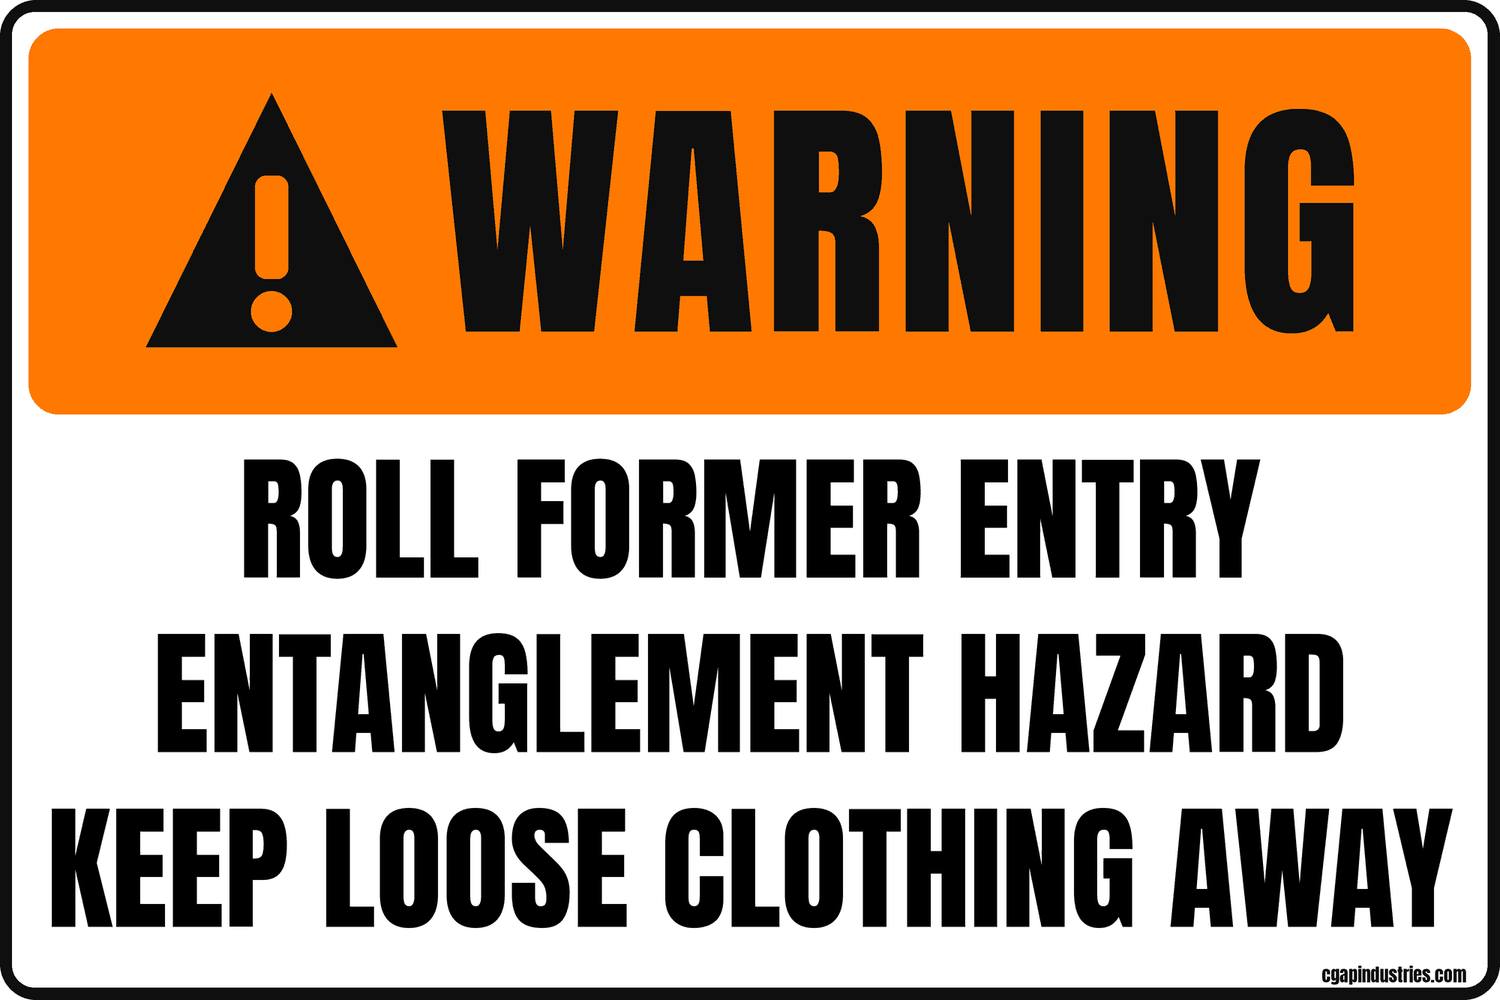 WARNING
ROLL FORMER ENTRY
ENTANGLEMENT HAZARD
KEEP LOOSE CLOTHING AWAY
cgapindustries.com